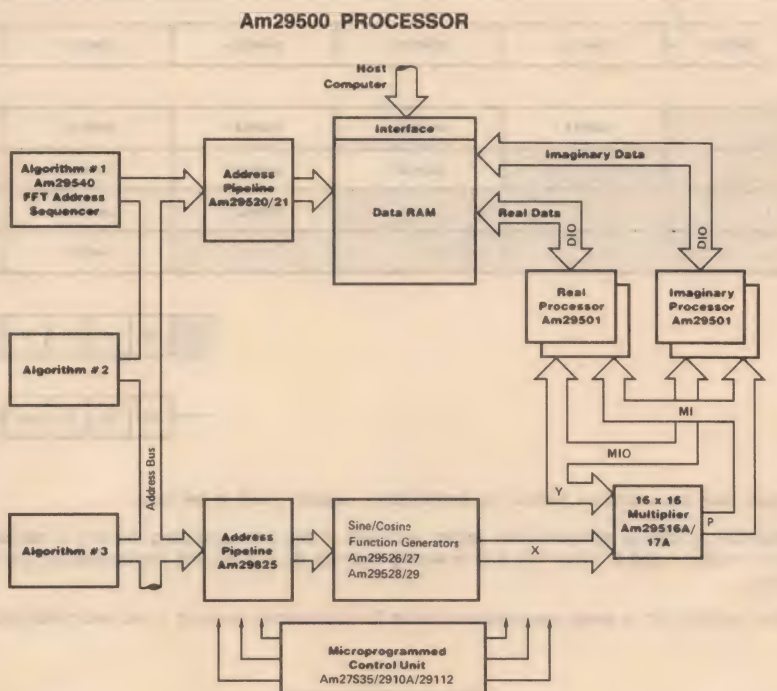 Am29500 PROCESSOR
Host
Computer
Interface
Data RAM
Algorithm #1
Am29540
FFT Address
Sequencer
Address
Pipeline
Am29520/21
Imaginary Data
Real Data
DIO
DIO
Real
Processor
Am29501
Imaginary
Processor
Am29501
Algorithm #2
Address Bus
MI
MIO
Y
P
X
16 x 16
Multiplier
Am29516A/
17A
Algorithm #3
Address
Pipeline
Am29825
Sine/Cosine
Function Generators
Am29526/27
Am29528/29
Microprogrammed
Control Unit
Am27S35/2910A/29112